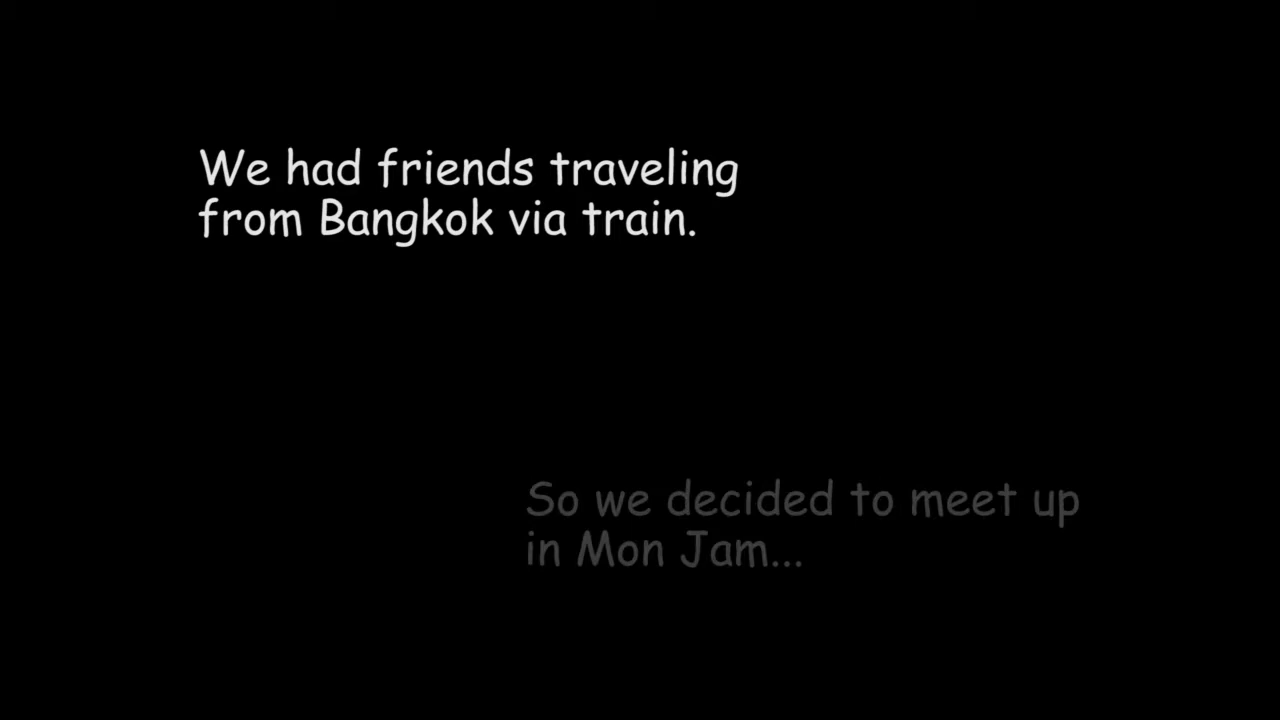 We had friends traveling
from Bangkok via train.
So we decided to meet up
in Mon Jam...